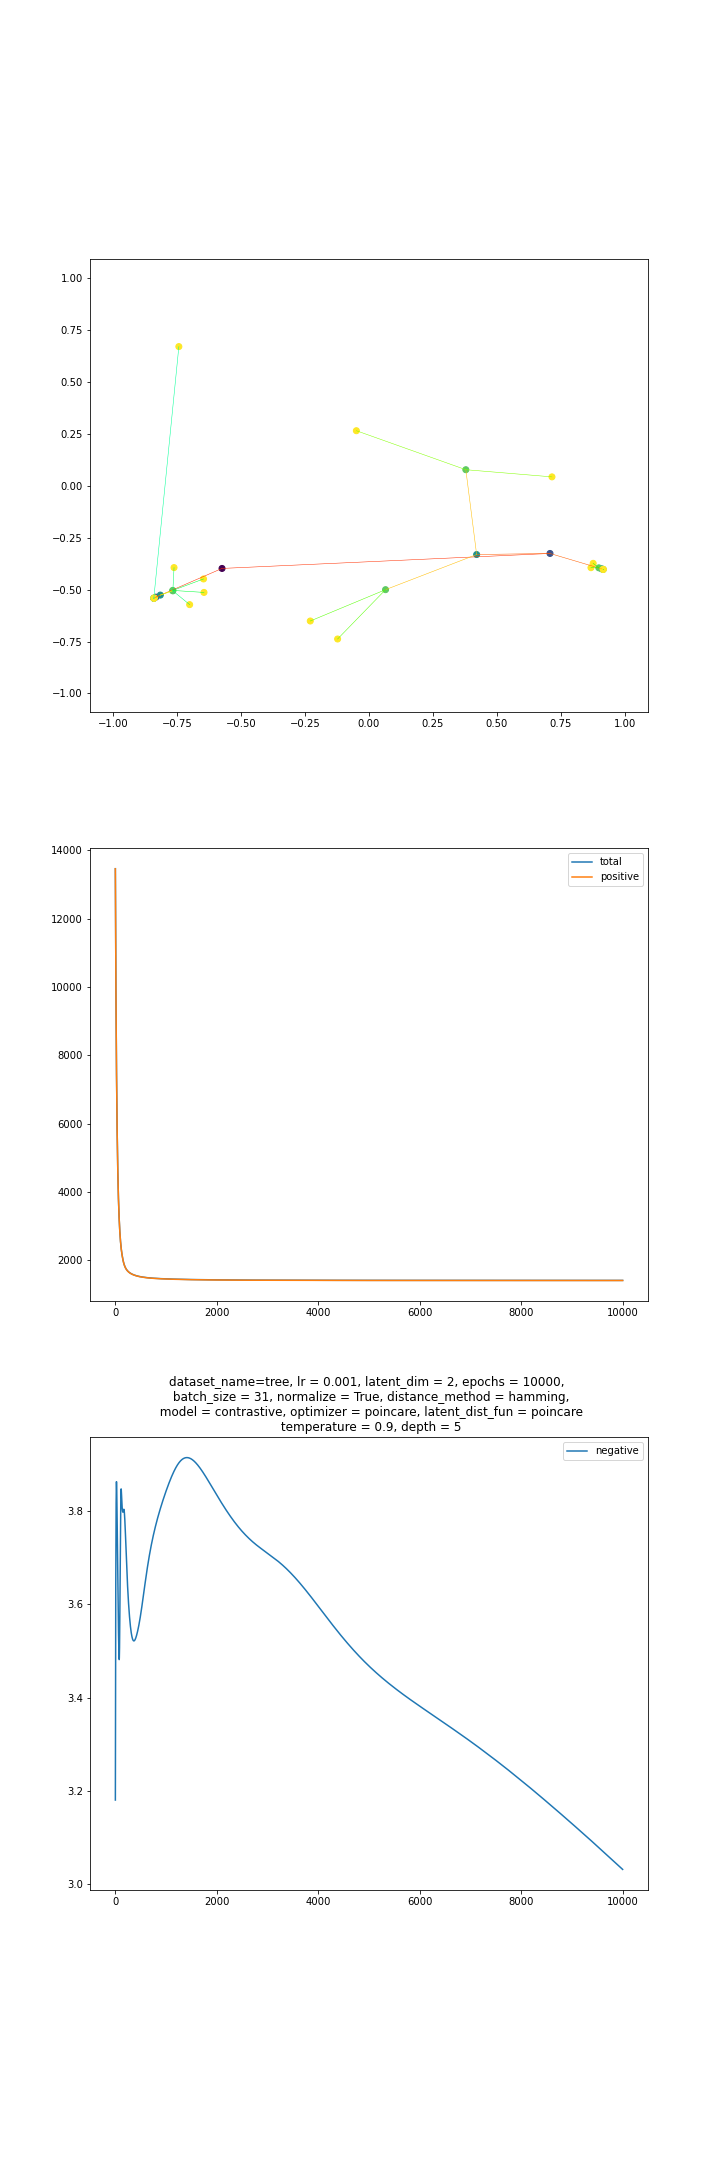 1.00
0.75
0.50
0.25
0.00
−0.25
−0.50
−0.75
−1.00
−1.00 −0.75 −0.50 −0.25 0.00 0.25 0.50 0.75 1.00
14000
12000
10000
8000
6000
4000
2000
total
positive
0 2000 4000 6000 8000 10000
dataset_name=tree, lr = 0.001, latent_dim = 2, epochs = 10000,
batch_size = 31, normalize = True, distance_method = hamming,
model = contrastive, optimizer = poincare, latent_dist_fun = poincare
temperature = 0.9, depth = 5
negative
3.8
3.6
3.4
3.2
3.0
0 2000 4000 6000 8000 10000